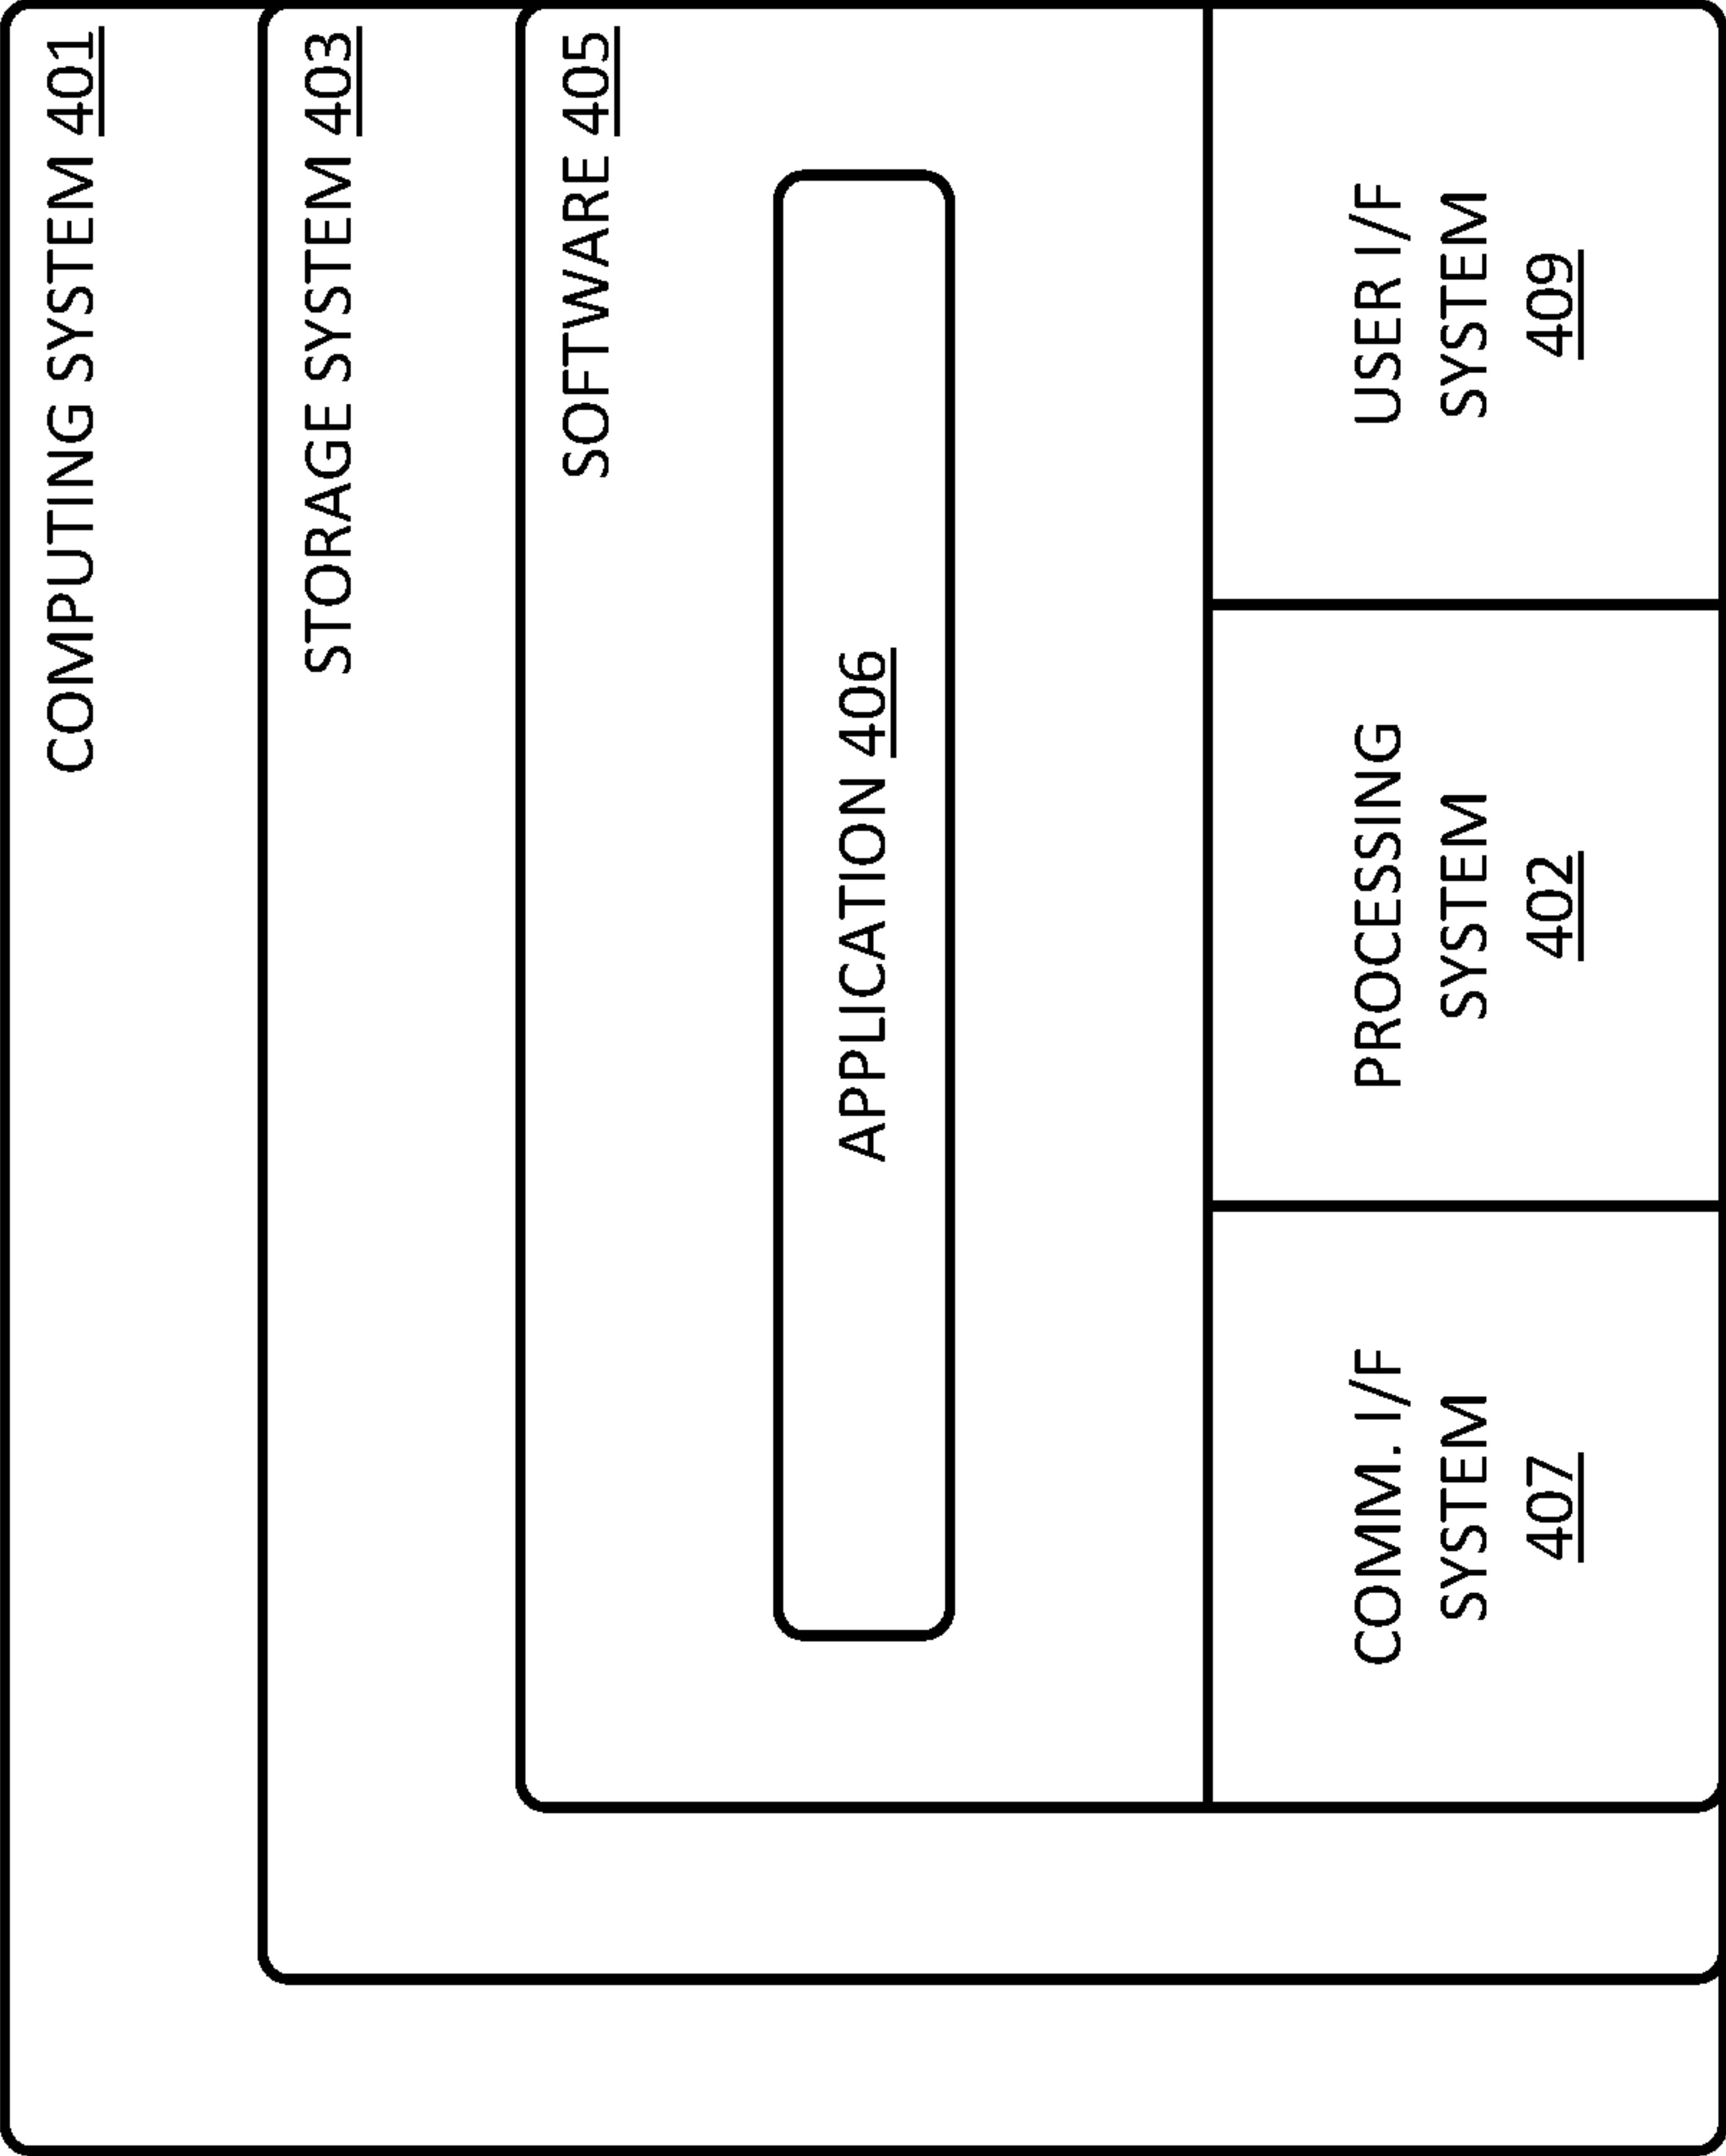 COMPUTING SYSTEM 401
STORAGE SYSTEM 403
SOFTWARE 405
APPLICATION 406
COMM. I/F
SYSTEM
407
PROCESSING
SYSTEM
402
USER I/F
SYSTEM
409